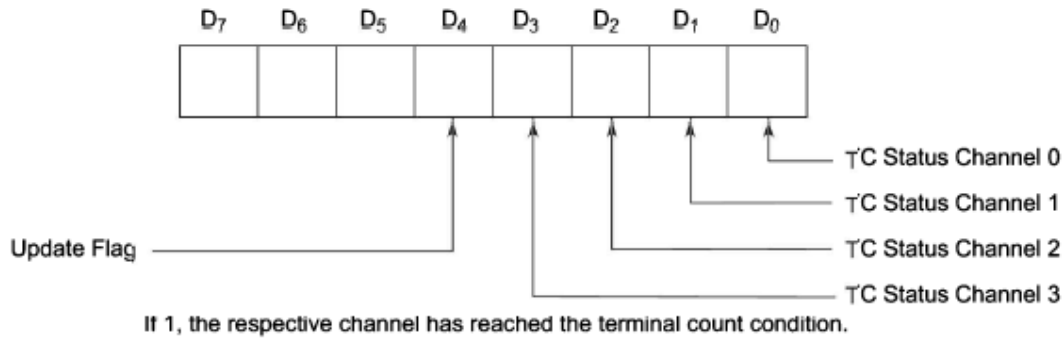 D7 D6 D5 D4 D3 D2 D1 D0
TC Status Channel 0
TC Status Channel 1
Update Flag
TC Status Channel 2
TC Status Channel 3
If 1, the respective channel has reached the terminal count condition.